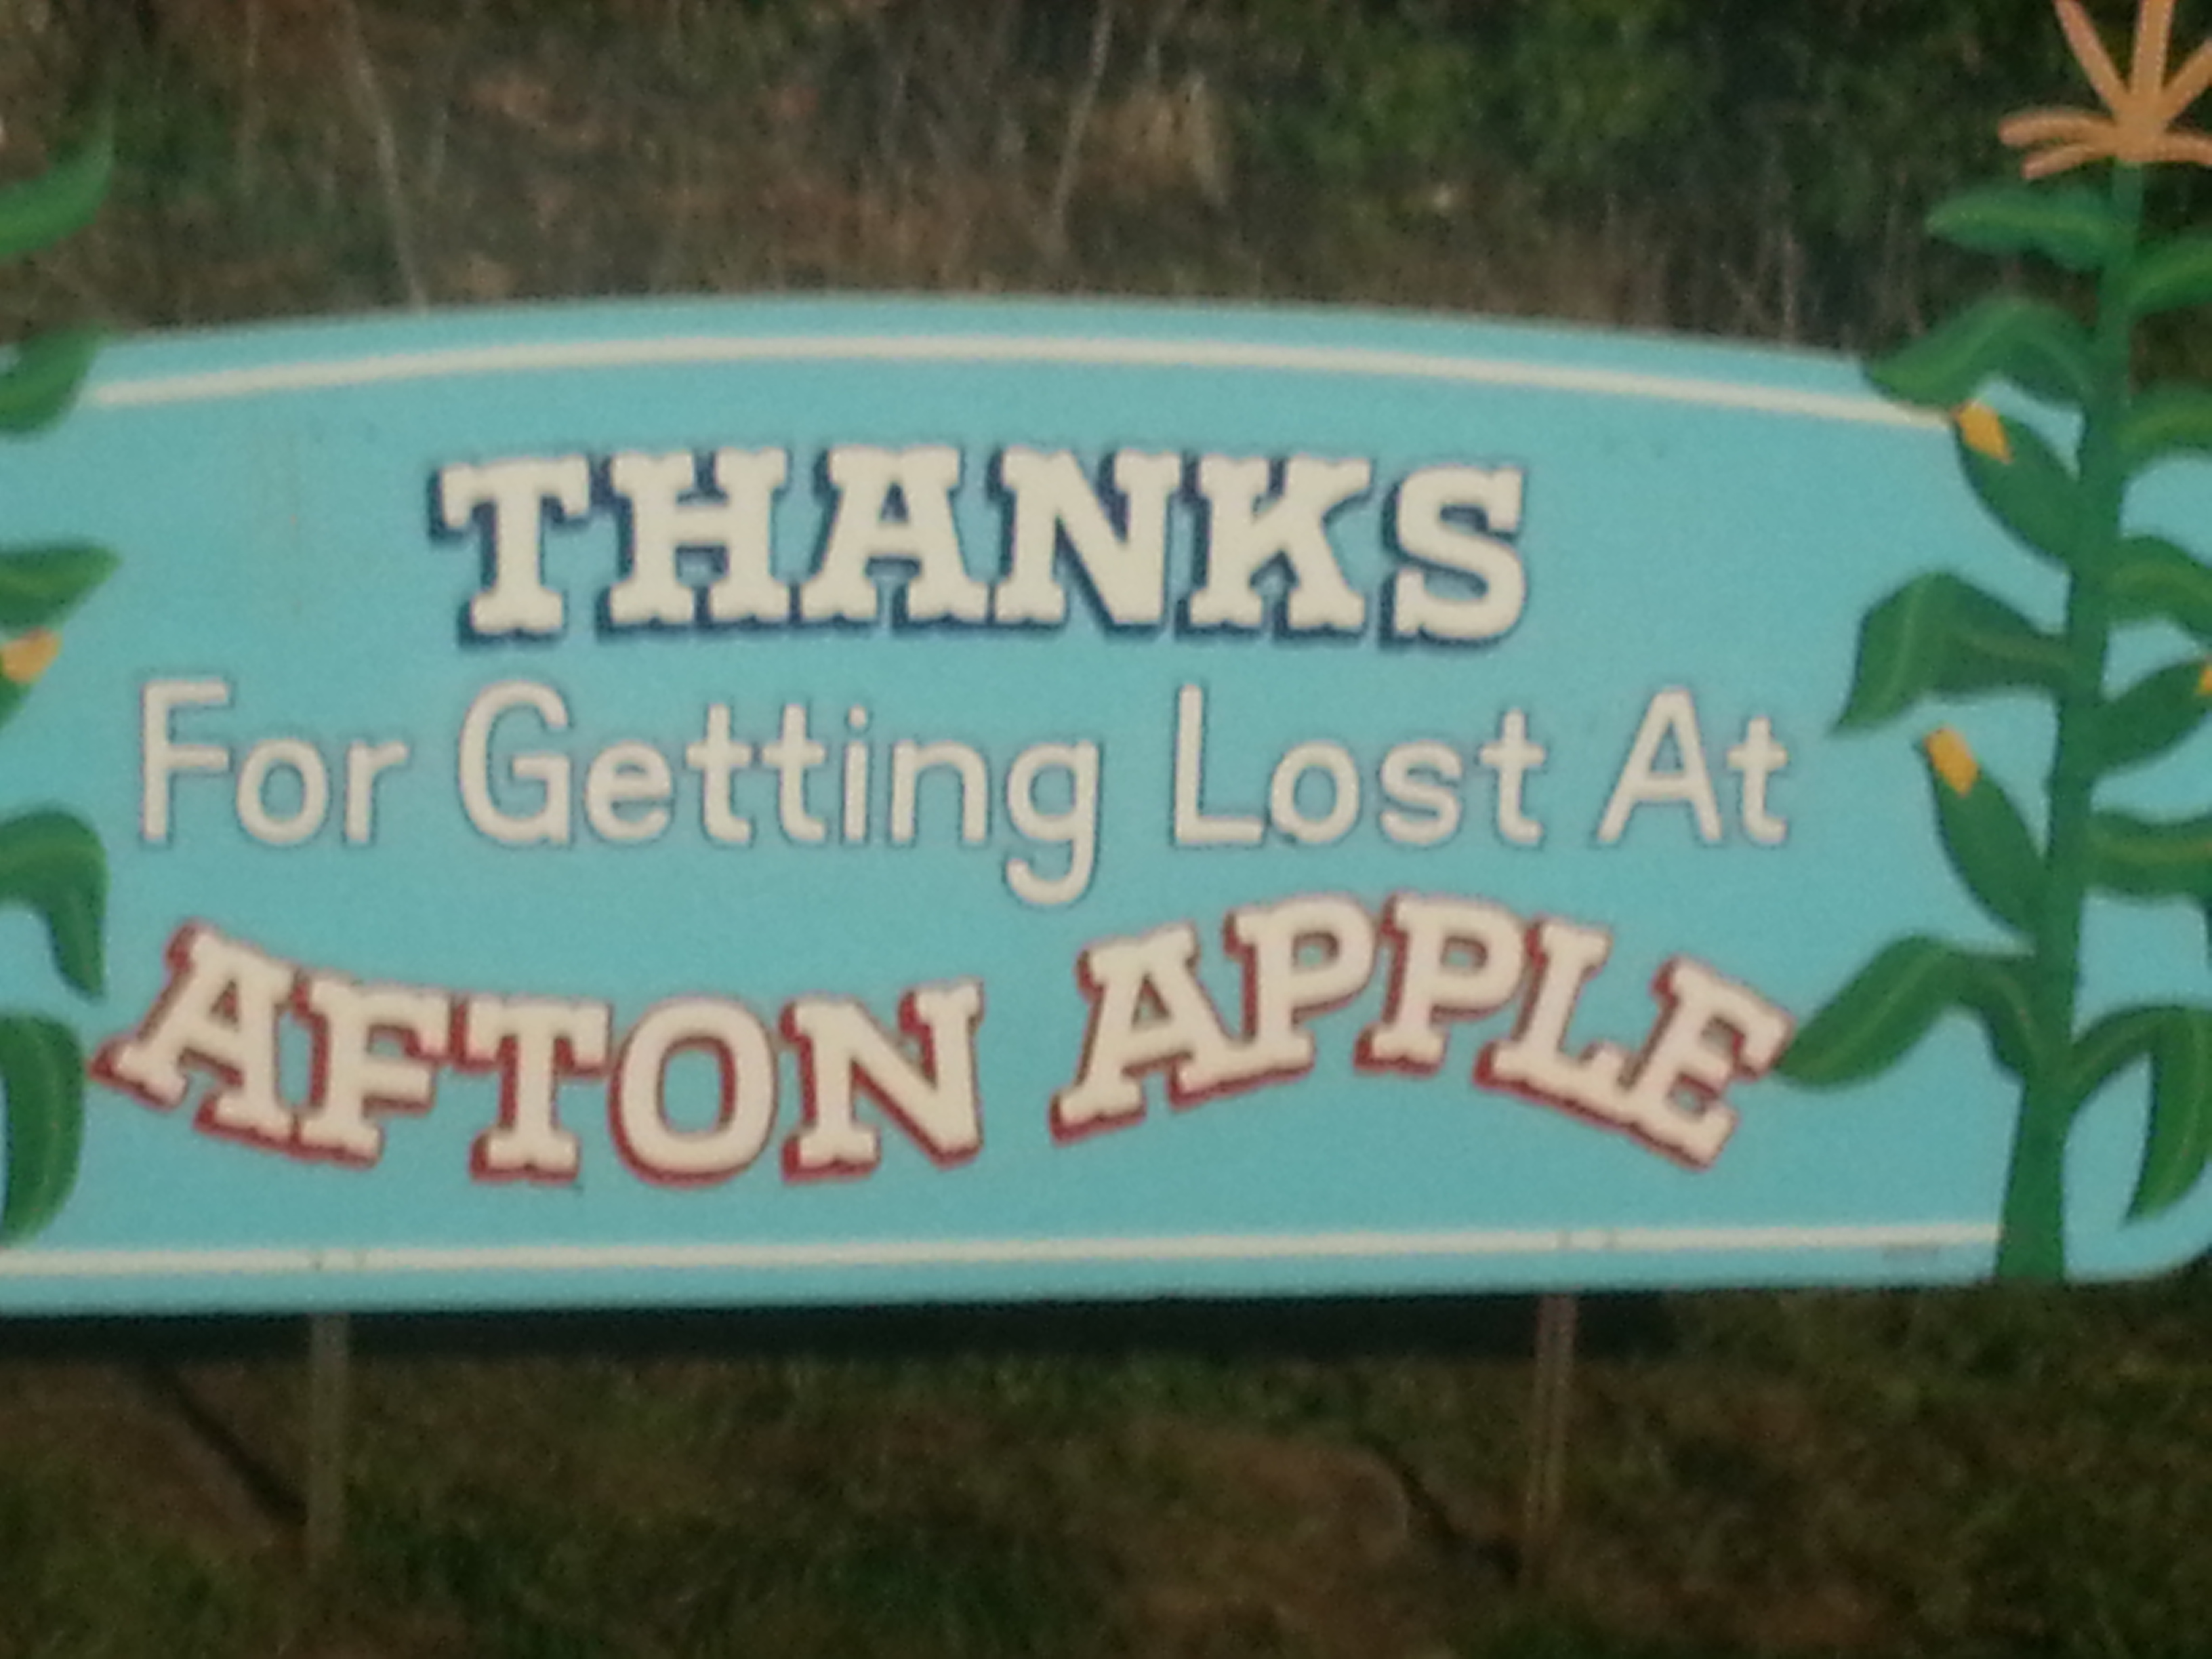 THANKS
For Getting Lost At
AFTON APPLE